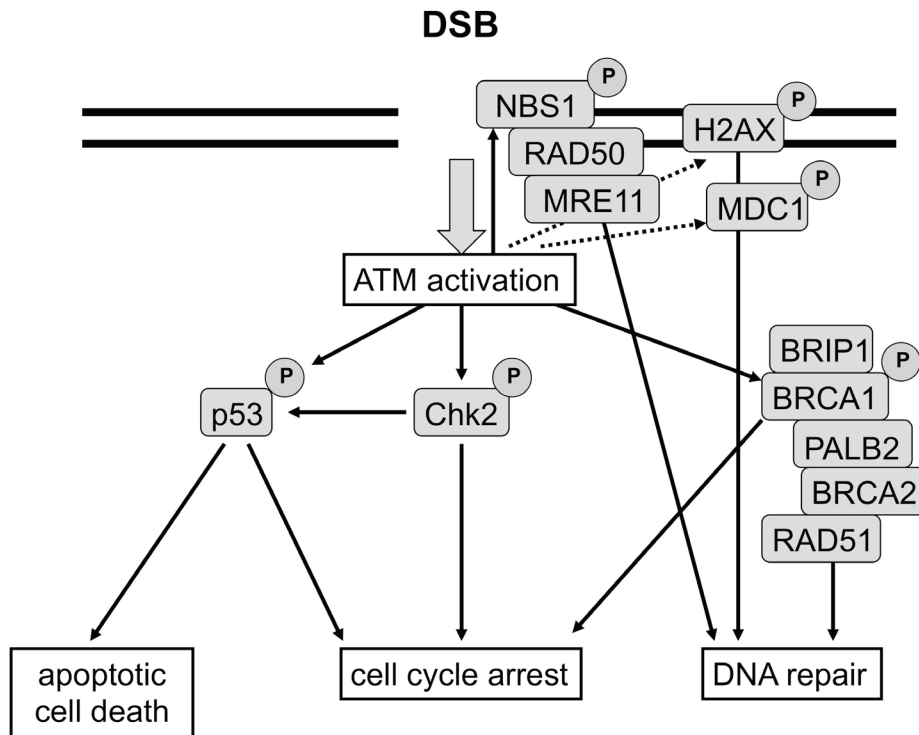 DSB
P
NBS1
P
H2AX
RAD50
P
MRE11
MDC1
ATM activation
BRIP1
P
P
P
BRCA1
p53
Chk2
PALB2
BRCA2
RAD51
apoptotic
cell death
cell cycle arrest
DNA repair